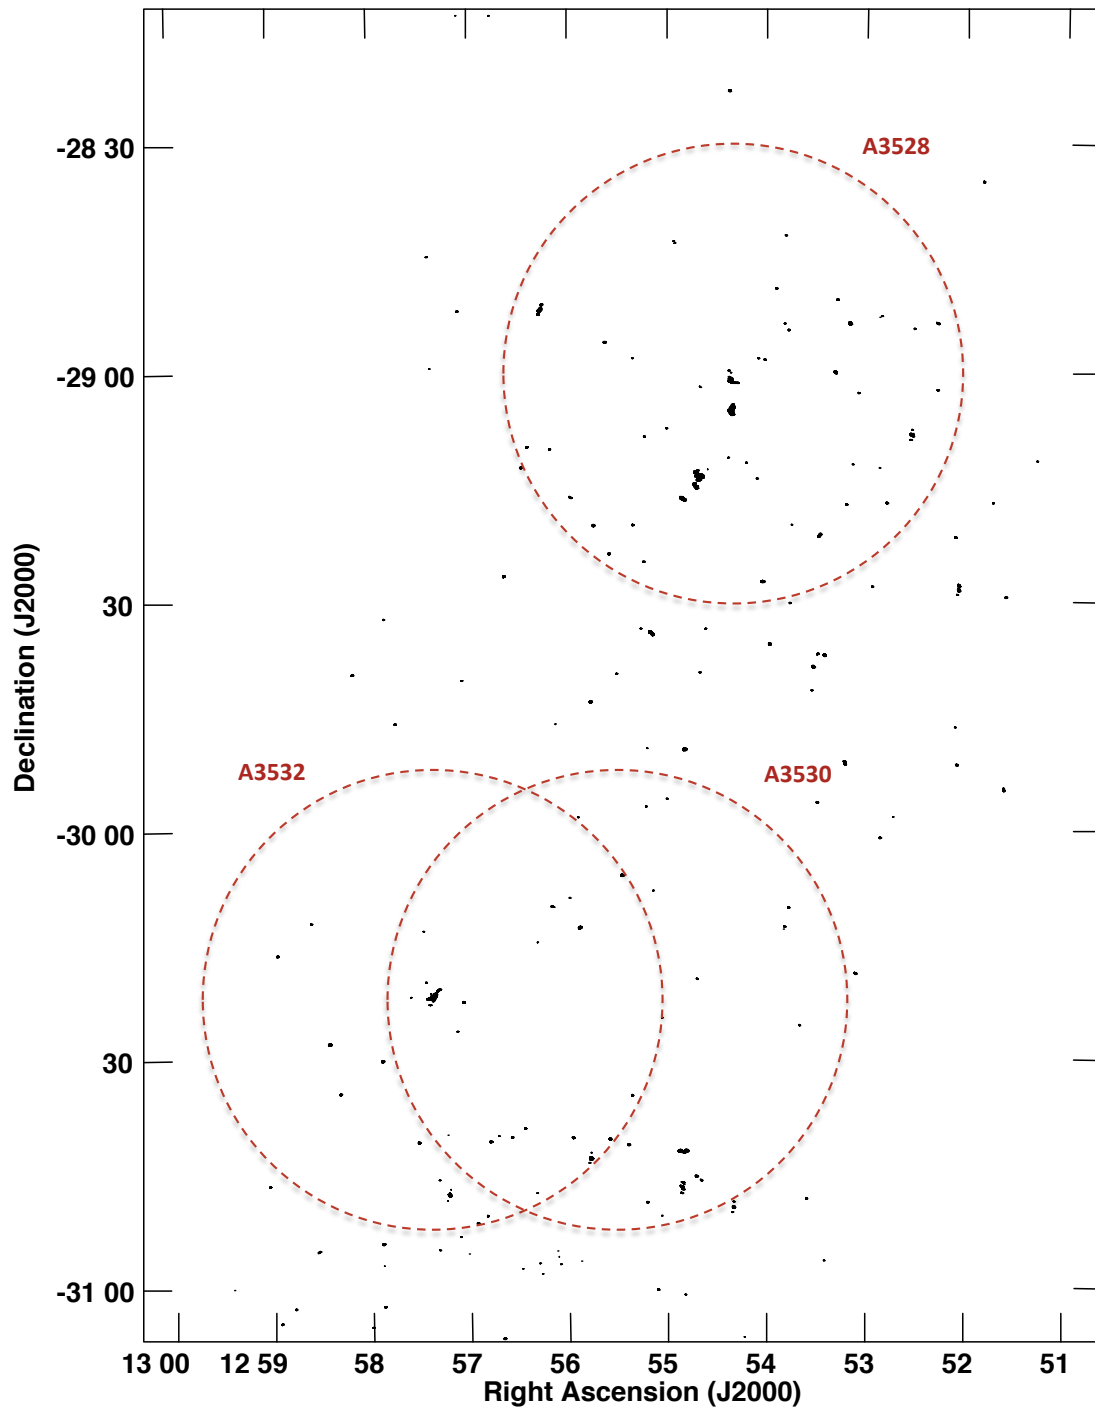 -28 30
A3528
-29 00
30
A3532
A3530
-30 00
30
-31 00
Declination (J2000)
13 00 12 59 58 57 56 55 54 53 52 51
Right Ascension (J2000)